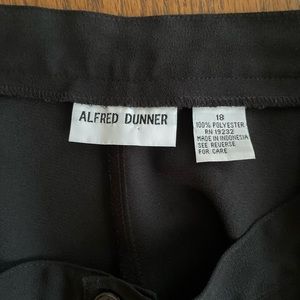 ALFRED DUNNER
18
100% POLYESTER
RN 19232
MADE IN INDONESIA
SEE REVERSE
FOR CARE